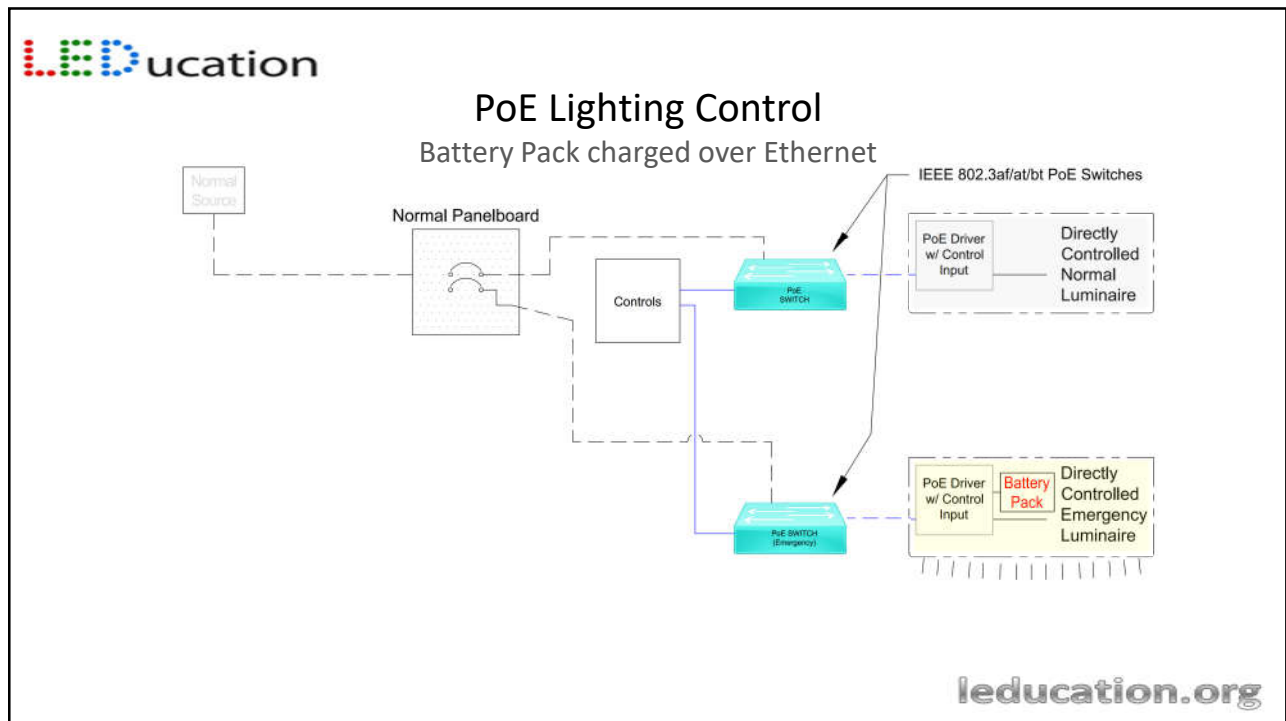 LEDucation
PoE Lighting Control
Battery Pack charged over Ethernet
IEEE 802.3af/at/bt PoE Switches
Normal
Source
Normal Panelboard
Controls
PoE
SWITCH
PoE Driver
w/ Control
Input
Directly
Controlled
Normal
Luminaire
PoE SWITCH
(Emergency)
PoE Driver
w/ Control
Input
Battery
Pack
Directly
Controlled
Emergency
Luminaire
leducation.org